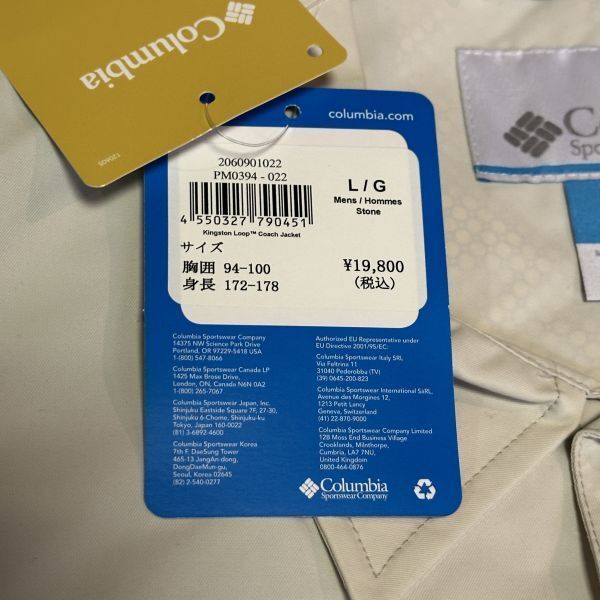 Columbia
120A05
columbia.com
2060901022
PM0394 - 022
4 550327 790451
Kingston Loop™ Coach Jacket
L / G
Mens / Hommes
Stone
サイズ
胸囲 94-100
身長 172-178
¥19,800
(税込)
Columbia Sportswear Company
14375 NW Science Park Drive
Portland, OR 97229-5418 USA
1-(800) 547-8066
Columbia Sportswear Canada LP
1425 Max Brose Drive.
London, ON, Canada N6N 0A2
1-(800) 265-7067
Columbia Sportswear Japan, Inc.
Shinjuku Eastside Square 7F, 27-30,
Shinjuku 6-Chome, Shinjuku-ku
Tokyo, Japan 160-0022
(81) 3-6892-4600
Columbia Sportswear Korea
7th F. DaeSung Tower
465-13 JangAn-dong,
DongDaeMun-gu,
Seoul, Korea 02645
(82) 2-540-0277
Authorized EU Representative under
EU Directive 2001/95/EC:
Columbia Sportswear Italy SRL
Via Feltrina 11
31040 Pederobba (TV)
(39) 0645-200-823
Columbia Sportswear International SàRL
Avenue des Morgines 12,
1213 Petit Lancy
Geneva, Switzerland
(41) 22-870-9000
Columbia Sportswear Company Limited
12B Moss End Business Village
Crooklands, Milnthorpe,
Cumbria, LA7 7NU,
United Kingdom
0800-464-0876
Columbia
Sportswear Company